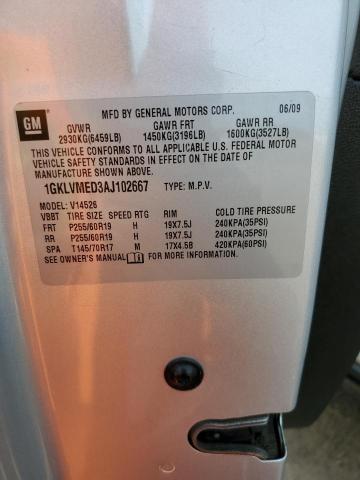 GM
MFD BY GENERAL MOTORS CORP. 06/09
GVWR GAWR FRT GAWR RR
2930KG(6459LB) 1450KG(3196LB) 1600KG(3527LB)
THIS VEHICLE CONFORMS TO ALL APPLICABLE U.S. FEDERAL MOTOR
VEHICLE SAFETY STANDARDS IN EFFECT ON THE DATE OF
MANUFACTURE SHOWN ABOVE.
1GKLVMED3AJ102667 TYPE: M.P.V.
MODEL: V14526
VBBT TIRE SIZE SPEED RTG RIM COLD TIRE PRESSURE
FRT P255/60R19 H 19X7.5J 240KPA(35PSI)
RR P255/60R19 H 19X7.5J 240KPA(35PSI)
SPA T145/70R17 M 17X4.5B 420KPA(60PSI)
SEE OWNER'S MANUAL FOR MORE INFORMATION.